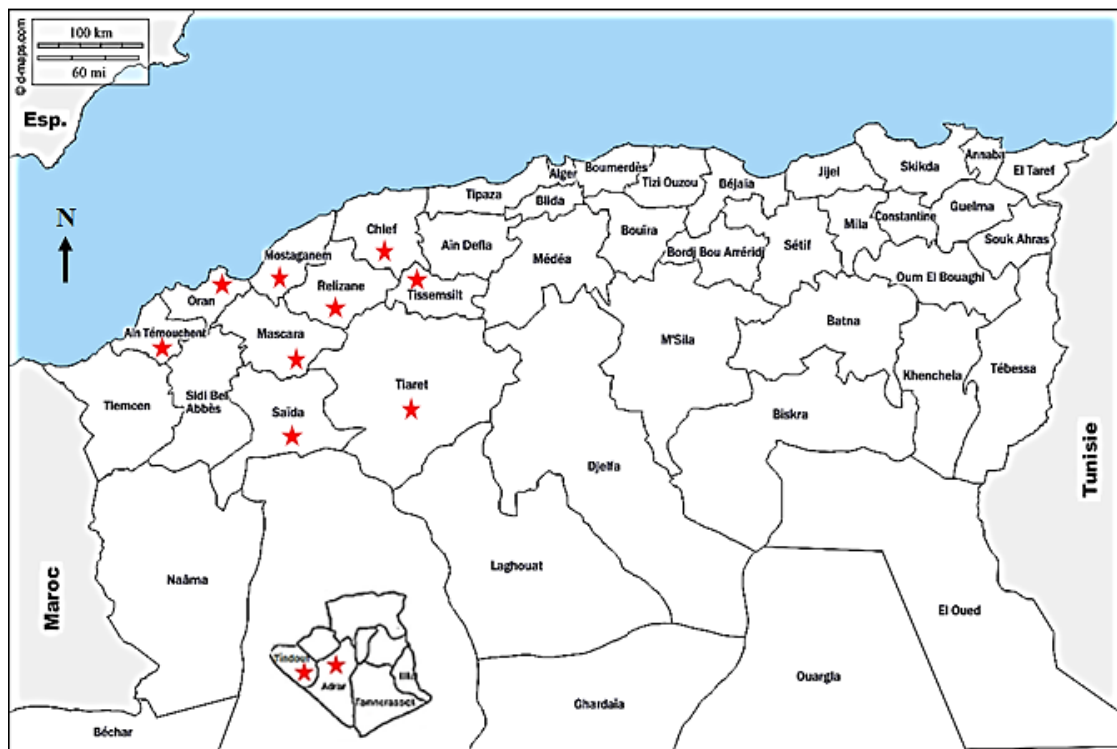 100 km
60 mi
© d-maps.com
Esp.
N
Alger
Boumerdès
Tizi Ouzou
Béjaïa
Jijel
Skikda
Annaba
El Taref
Tipaza
Blida
Bouïra
Mila
Constantine
Guelma
Chlef
Aïn Defla
Médéa
Bordj Bou Arréridj
Sétif
Souk Ahras
Mostaganem
Oum El Bouaghi
Oran
Relizane
Tissemsilt
Aïn Témouchent
Mascara
M'Sila
Batna
Khenchela
Tébessa
Tlemcen
Sidi Bel
Abbès
Tiaret
Saïda
Biskra
Djelfa
Tunisie
Maroc
Naâma
Laghouat
El Oued
Tindouf
Adrar
Illizi
Tamnrasset
Ghardaïa
Ouargla
Béchar